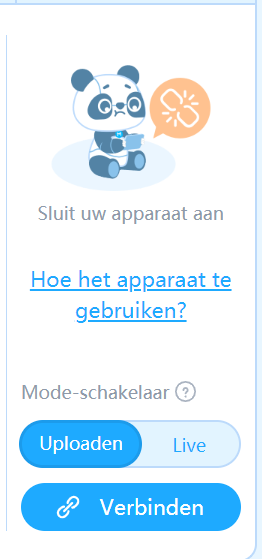 Sluit uw apparaat aan
Hoe het apparaat te
gebruiken?
Mode-schakelaar ?
Uploaden Live
Verbinden